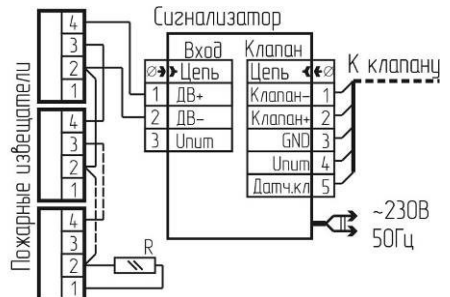 Сигнализатор
Пожарные извещатели
4
3
2
1
4
3
2
1
4
3
2
1
R
Вход
Цепь
1 ДВ+
2 ДВ-
3 Uпит
Клапан
Цепь
Клапан- 1
Клапан+ 2
GND 3
Uпит 4
Датч.кл 5
К клапану
~230В
50Гц